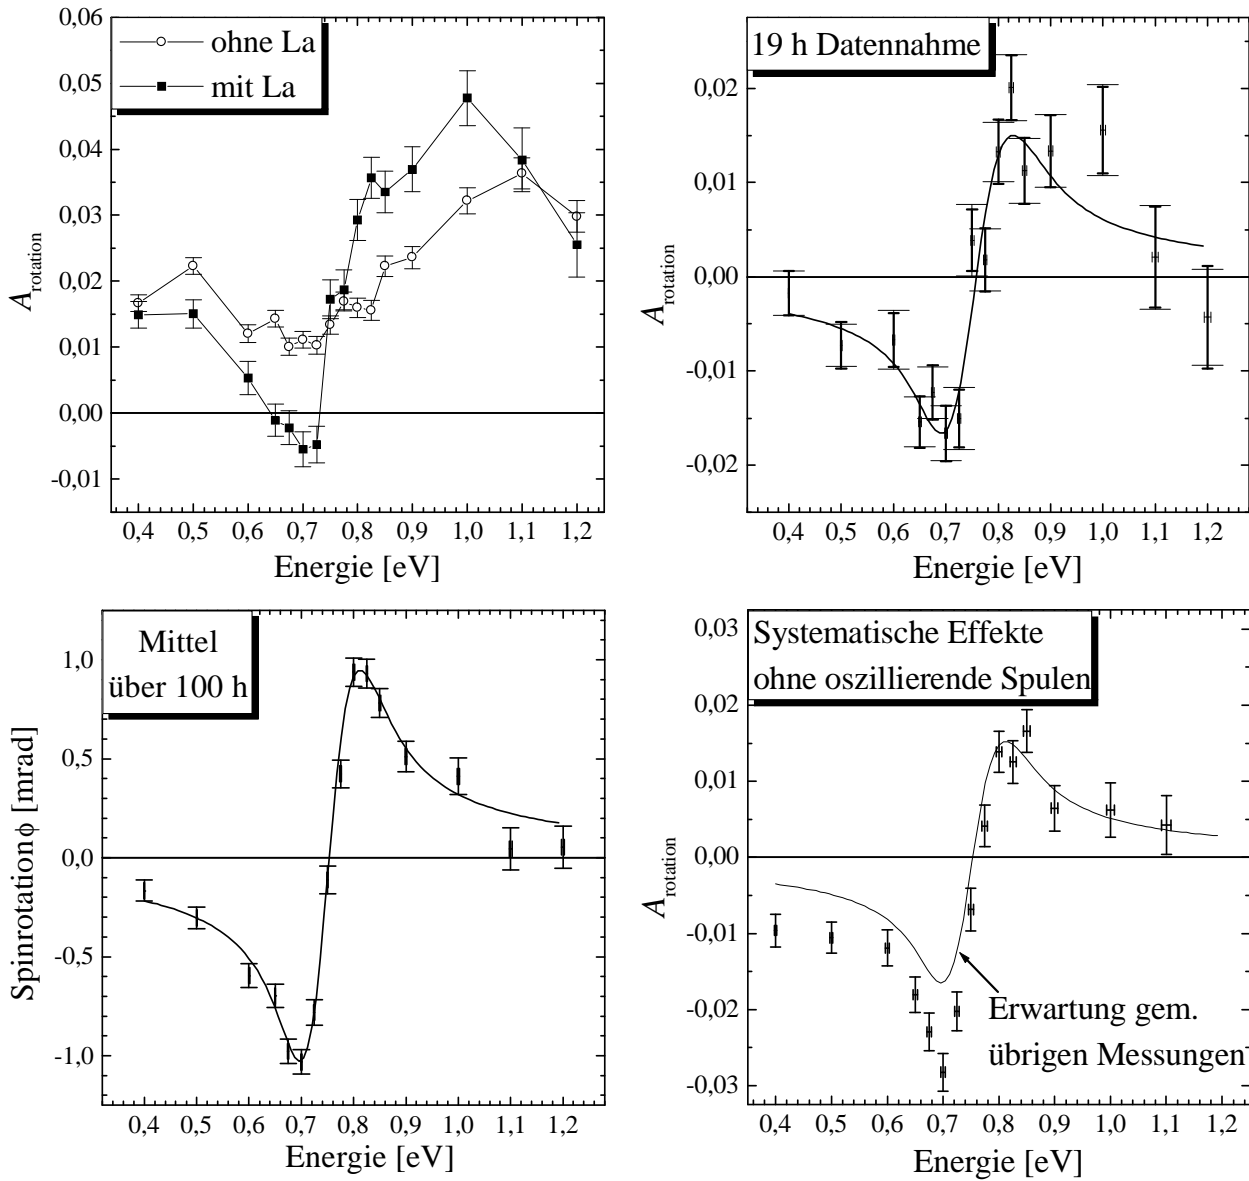 0,06
0,05
0,04
0,03
0,02
0,01
0,00
-0,01
A rotation
ohne La
mit La
0,4 0,5 0,6 0,7 0,8 0,9 1,0 1,1 1,2
Energie [eV]
19 h Datennahme
0,02
0,01
0,00
-0,01
-0,02
A rotation
0,4 0,5 0,6 0,7 0,8 0,9 1,0 1,1 1,2
Energie [eV]
Mittel
über 100 h
1,0
0,5
0,0
-0,5
-1,0
Spinrotation ϕ [mrad]
0,4 0,5 0,6 0,7 0,8 0,9 1,0 1,1 1,2
Energie [eV]
Systematische Effekte
ohne oszillierende Spulen
0,03
0,02
0,01
0,00
-0,01
-0,02
-0,03
A rotation
Erwartung gem.
übrigen Messungen
0,4 0,5 0,6 0,7 0,8 0,9 1,0 1,1 1,2
Energie [eV]